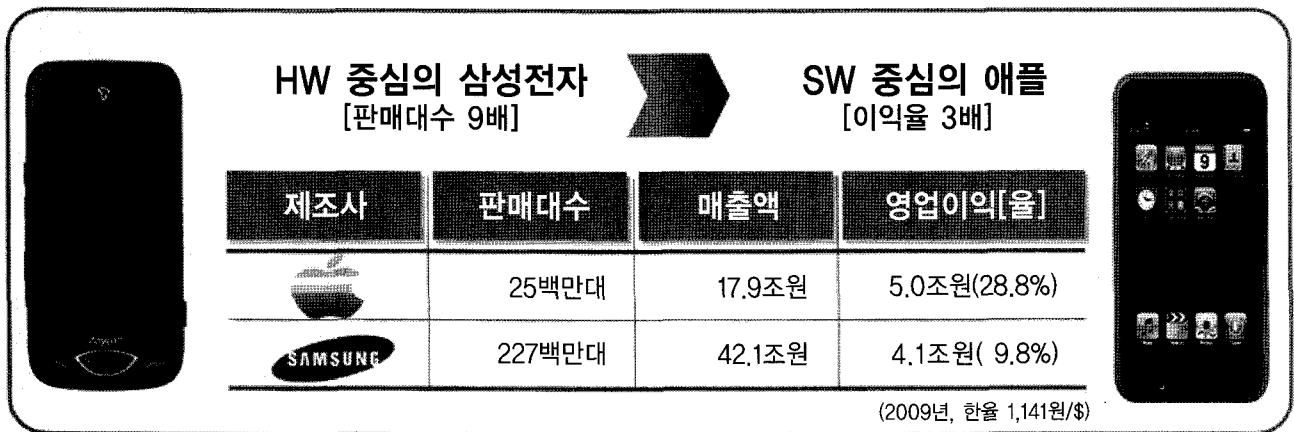 HW 중심의 삼성전자
[판매대수 9배]
SW 중심의 애플
[이익율 3배]
제조사 판매대수 매출액 영업이익[율]
25백만대 17.9조원 5.0조원(28.8%)
SAMSUNG 227백만대 42.1조원 4.1조원( 9.8%)
(2009년, 한율 1,141원/$)
Anycall
9